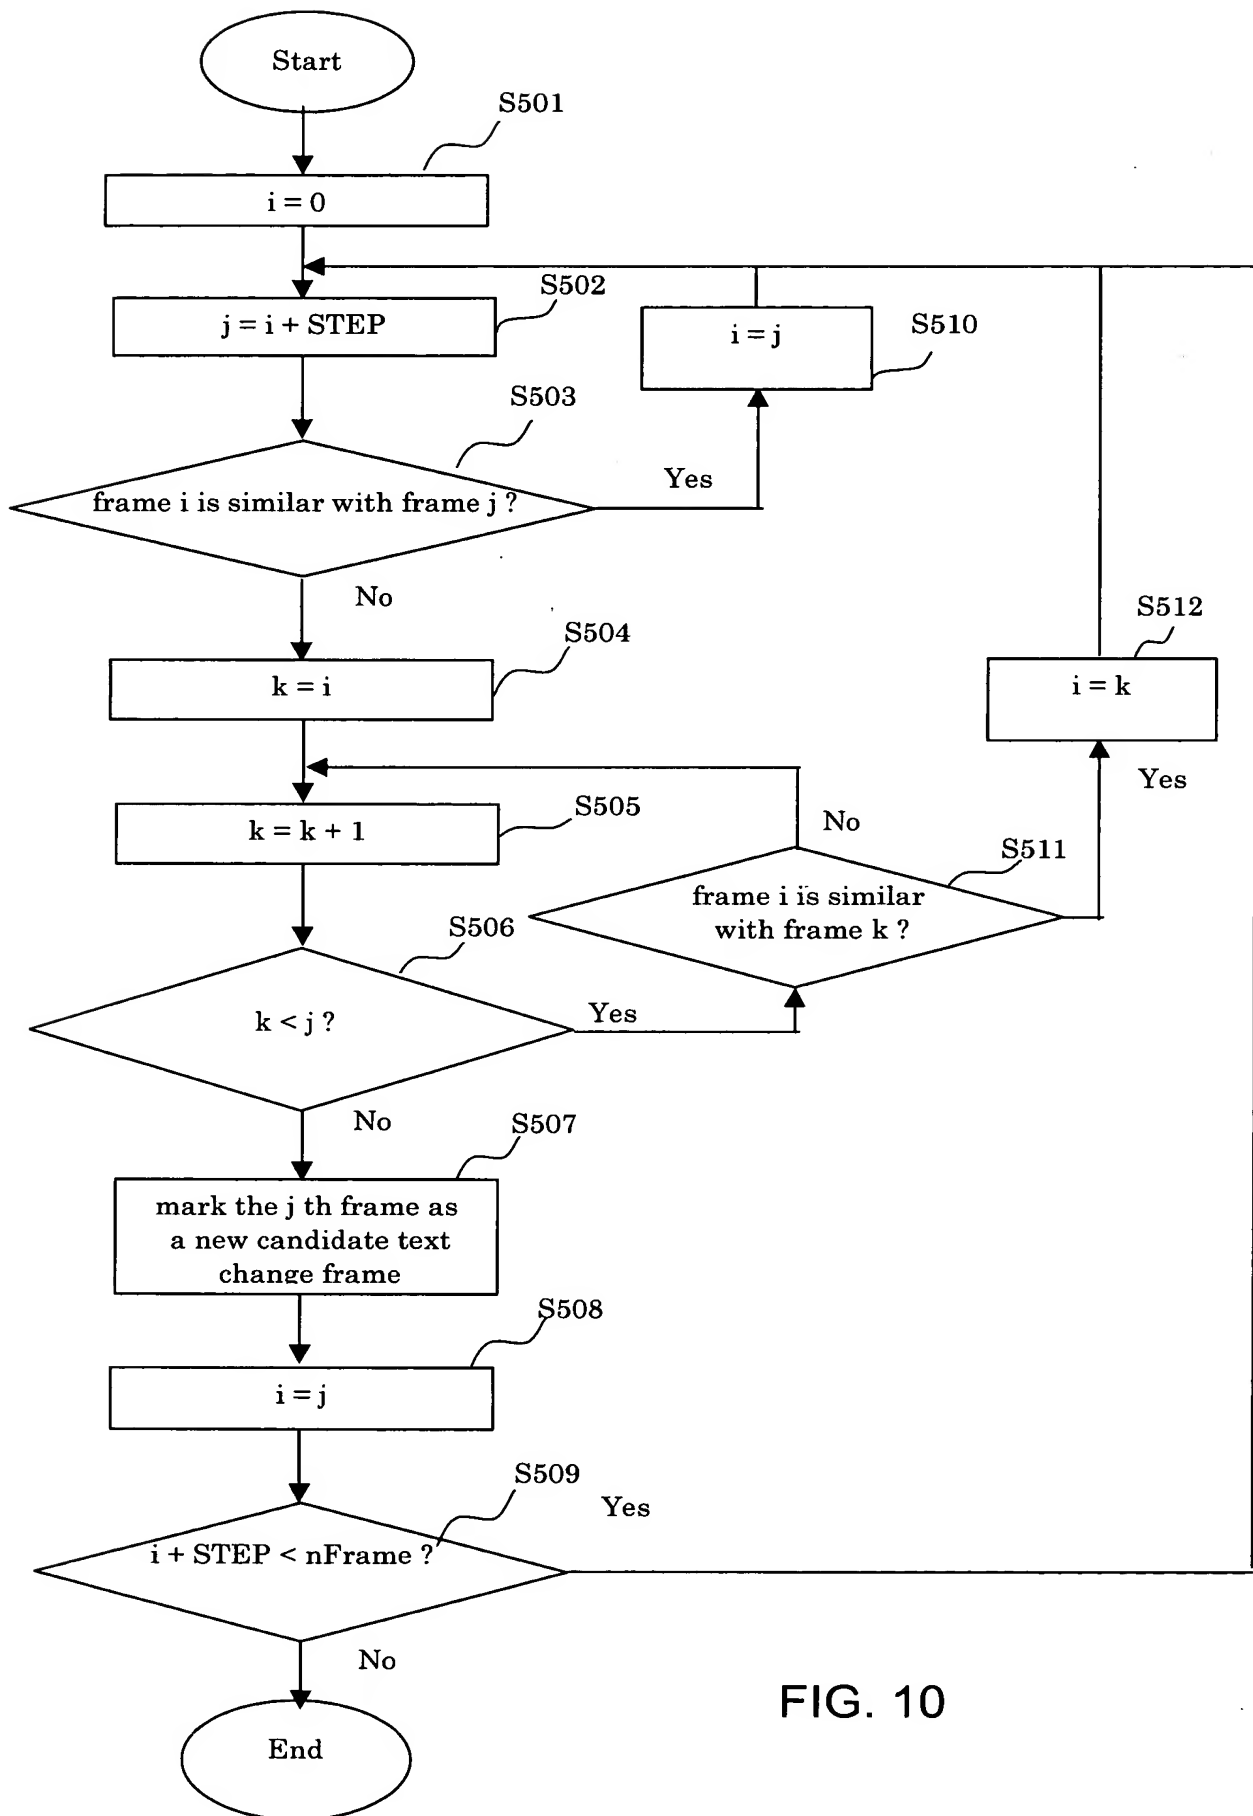 Start
S501
i = 0
S502
j = i + STEP
i = j
S510
S503
frame i is similar with frame j ?
Yes
No
S504
k = i
S512
i = k
Yes
S505
k = k + 1
No
S511
frame i is similar
with frame k ?
S506
k < j ?
Yes
No
S507
mark the j th frame as
a new candidate text
change frame
S508
i = j
S509
Yes
i + STEP < nFrame ?
No
End
FIG. 10